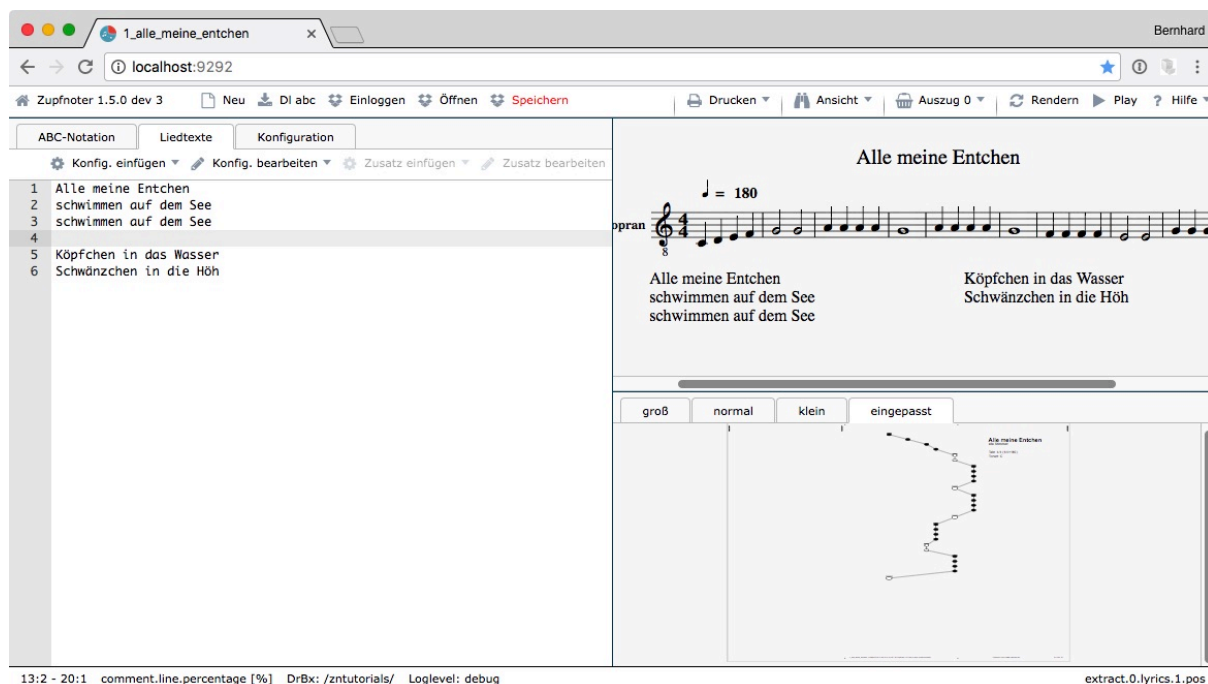 1_alle_meine_entchen
Bernhard
localhost:9292
Zupfnoter 1.5.0 dev 3 Neu Dl abc Einloggen Öffnen Speichern Drucken Ansicht Auszug 0 Rendern Play Hilfe
ABC-Notation Liedtexte Konfiguration
Konfig. einfügen Konfig. bearbeiten Zusatz einfügen Zusatz bearbeiten
1 Alle meine Entchen
2 schwimmen auf dem See
3 schwimmen auf dem See
4
5 Köpfchen in das Wasser
6 Schwänzchen in die Höh
Alle meine Entchen
= 180
opran
4
4
8
Alle meine Entchen
schwimmen auf dem See
schwimmen auf dem See
Köpfchen in das Wasser
Schwänzchen in die Höh
groß normal klein eingepasst
Alle meine Entchen
13:2 - 20:1 comment.line.percentage [%] DrBx: /zntutorials/ Loglevel: debug
extract.0.lyrics.1.pos